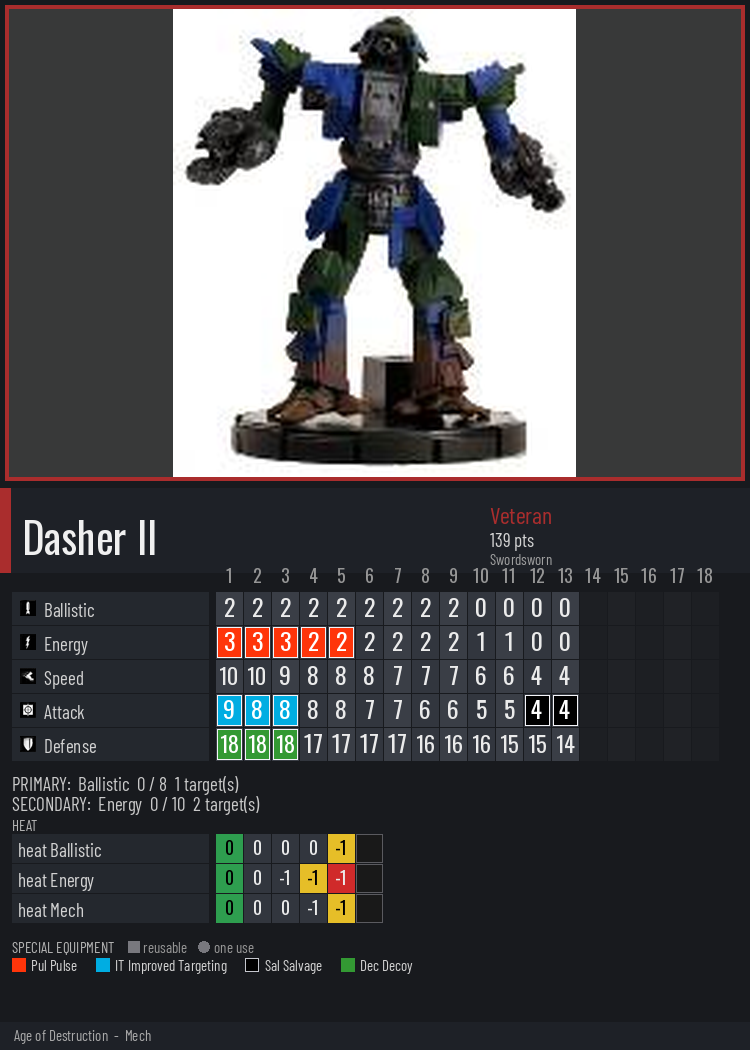 Dasher II
Veteran
139 pts
Swordsworn
1 2 3 4 5 6 7 8 9 10 11 12 13 14 15 16 17 18
Ballistic 2 2 2 2 2 2 2 2 2 0 0 0 0
Energy 3 3 3 2 2 2 2 2 2 1 1 0 0
Speed 10 10 9 8 8 8 7 7 7 6 6 4 4
Attack 9 8 8 8 8 7 7 6 6 5 5 4 4
Defense 18 18 18 17 17 17 17 16 16 16 15 15 14
PRIMARY: Ballistic 0 / 8 1 target(s)
SECONDARY: Energy 0 / 10 2 target(s)
HEAT
heat Ballistic 0 0 0 0 -1
heat Energy 0 0 -1 -1 -1
heat Mech 0 0 0 -1 -1
SPECIAL EQUIPMENT reusable one use
Pul Pulse IT Improved Targeting Sal Salvage Dec Decoy
Age of Destruction - Mech